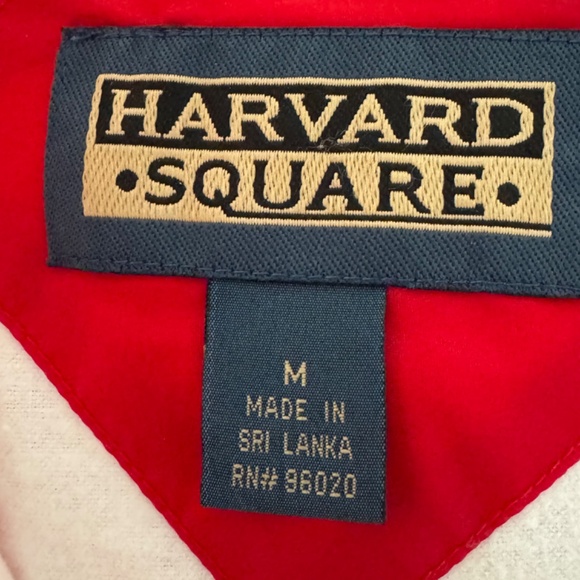 HARVARD
•SQUARE•
M
MADE IN
SRI LANKA
RN# 96020